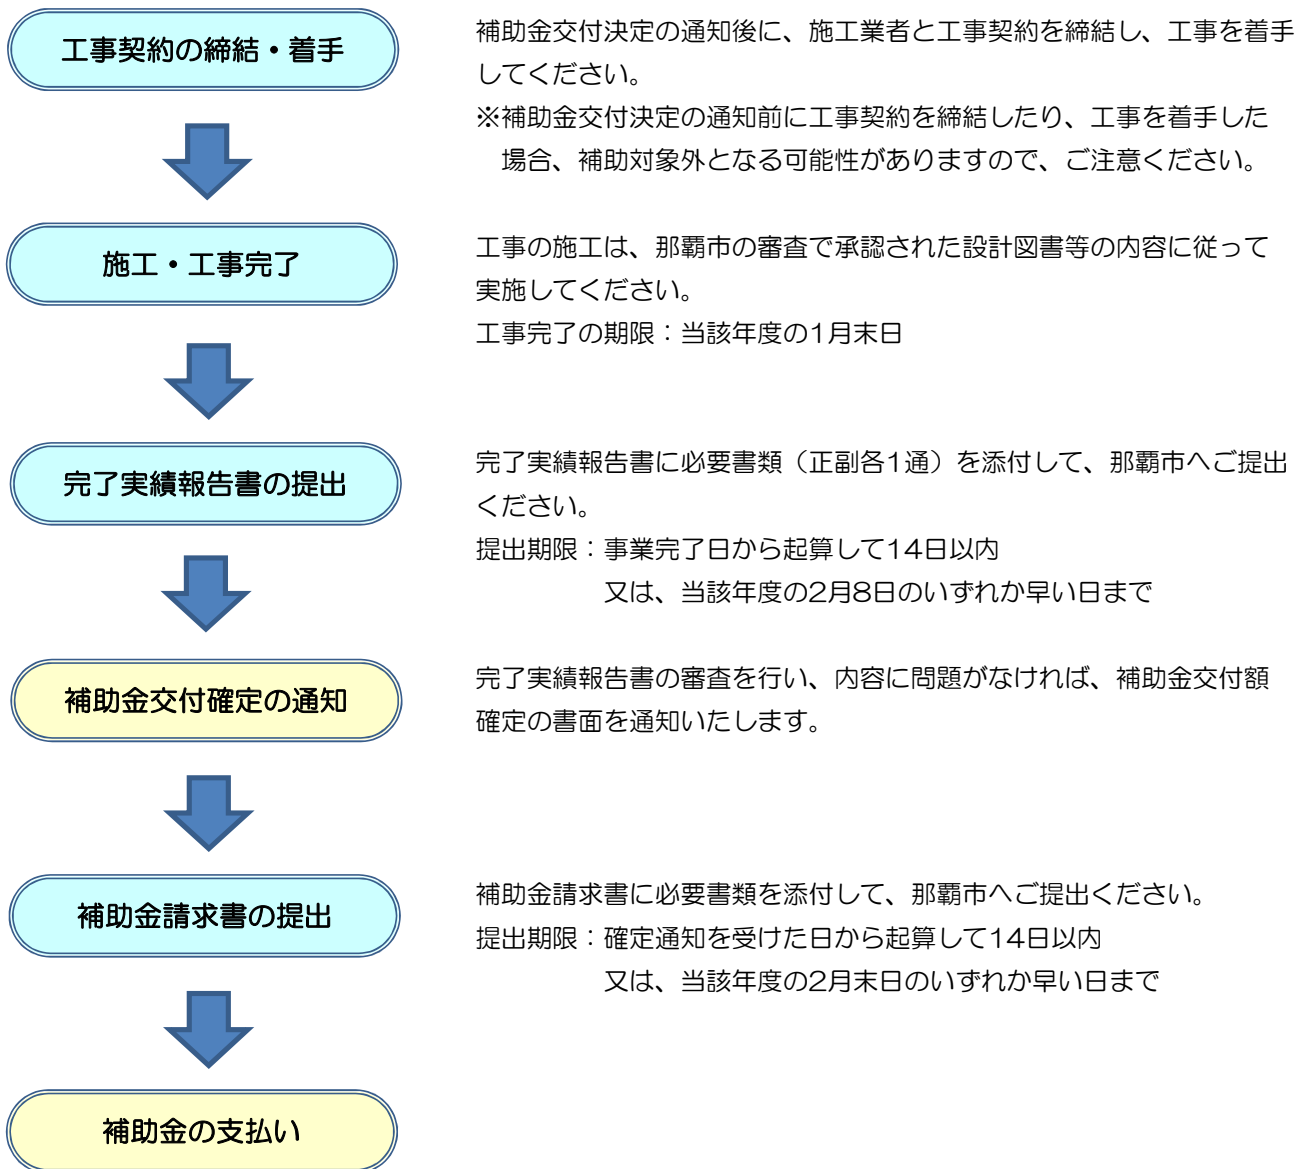 工事契約の締結・着手
補助金交付決定の通知後に、施工業者と工事契約を締結し、工事を着手
してください。
※補助金交付決定の通知前に工事契約を締結したり、工事を着手した
場合、補助対象外となる可能性がありますので、ご注意ください。
施工・工事完了
工事の施工は、那覇市の審査で承認された設計図書等の内容に従って
実施してください。
工事完了の期限：当該年度の1月末日
完了実績報告書の提出
完了実績報告書に必要書類（正副各1通）を添付して、那覇市へご提出
ください。
提出期限：事業完了日から起算して14日以内
又は、当該年度の2月8日のいずれか早い日まで
補助金交付確定の通知
完了実績報告書の審査を行い、内容に問題がなければ、補助金交付額
確定の書面を通知いたします。
補助金請求書の提出
補助金請求書に必要書類を添付して、那覇市へご提出ください。
提出期限：確定通知を受けた日から起算して14日以内
又は、当該年度の2月末日のいずれか早い日まで
補助金の支払い